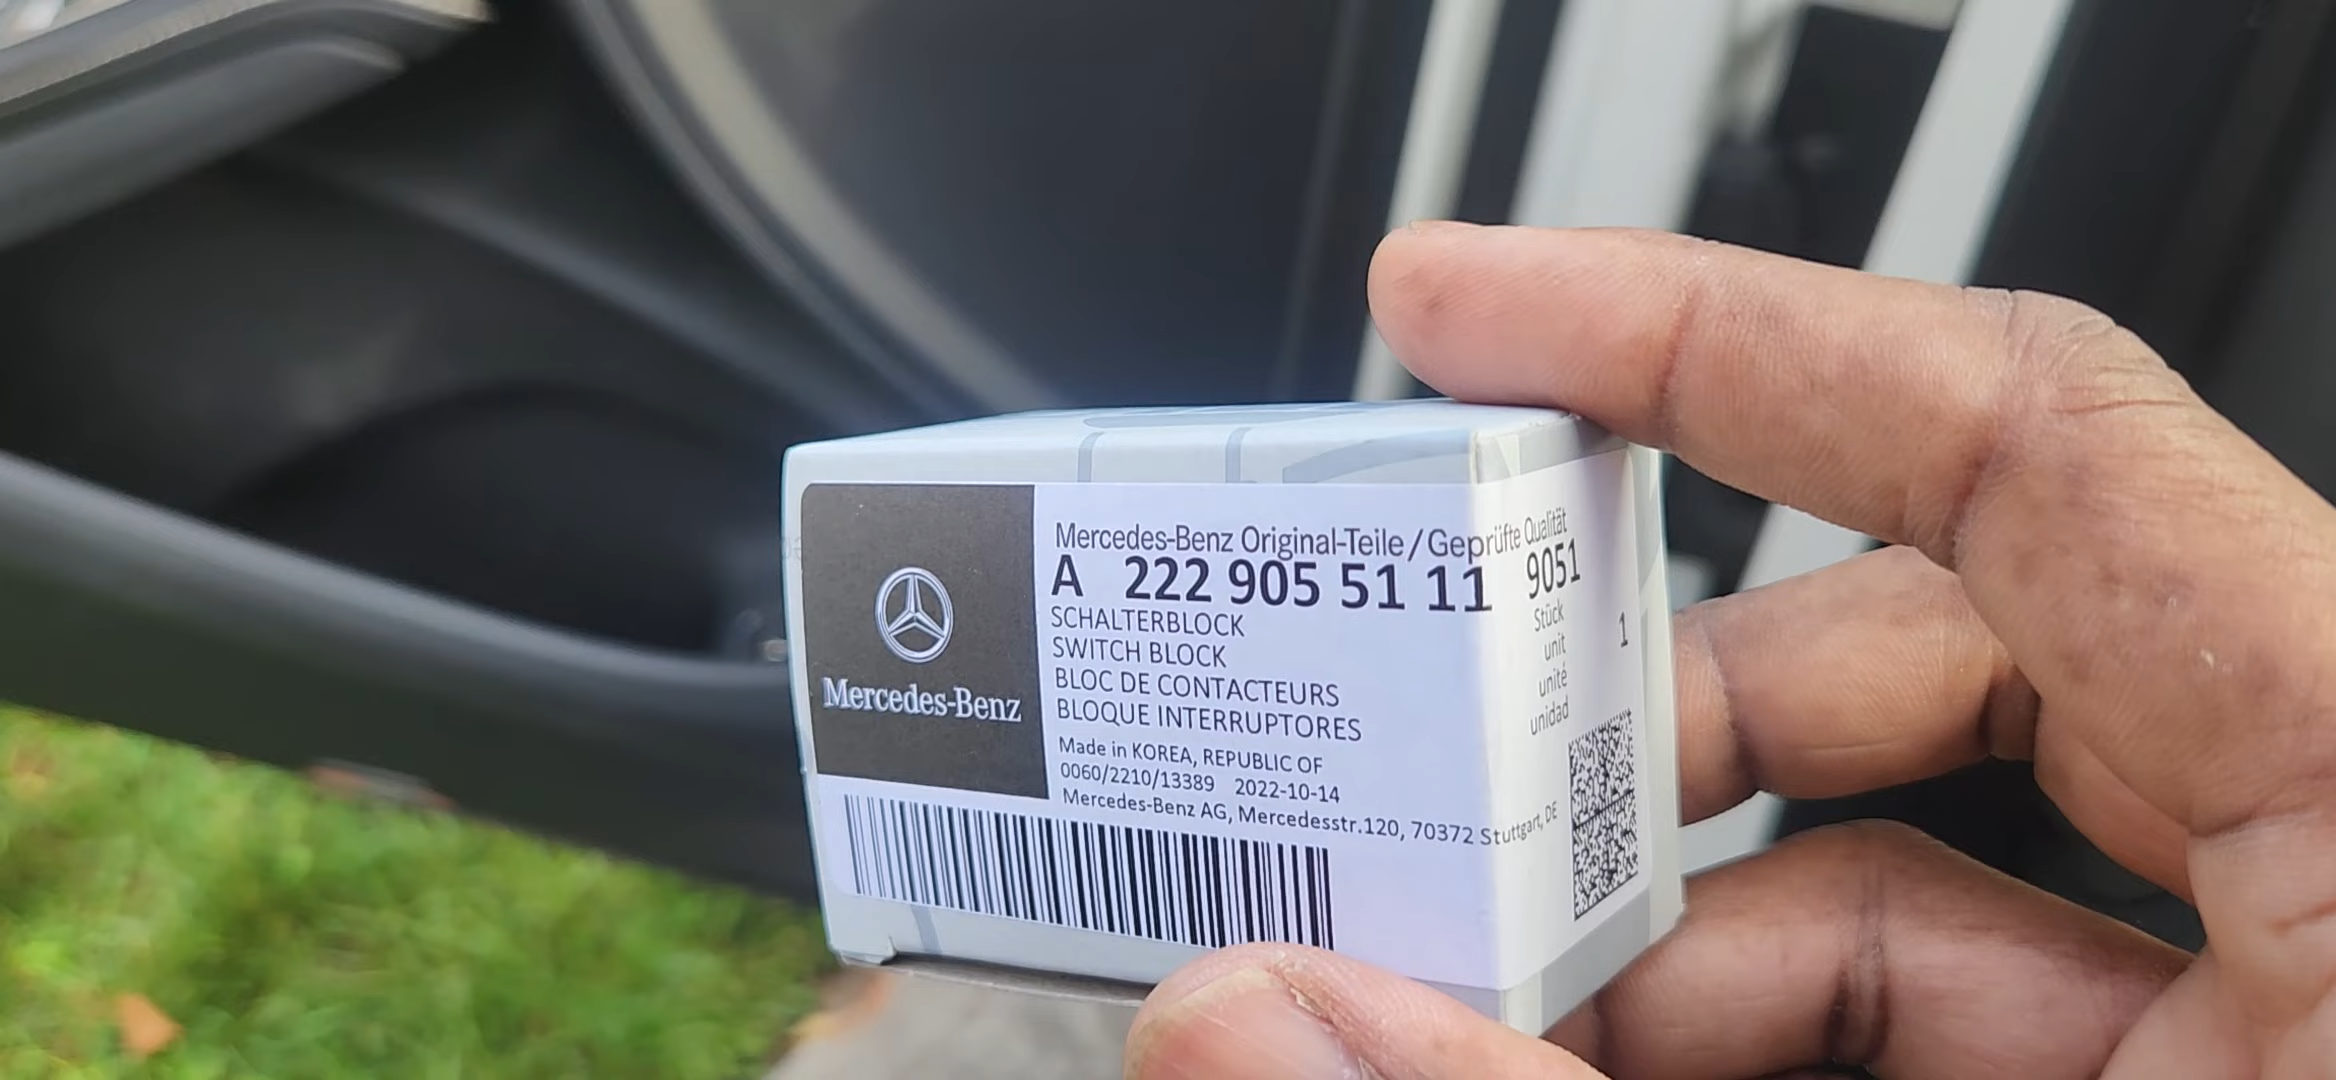 Mercedes-Benz Original-Teile/Geprüfte Qualität
A 222 905 51 11 9051
SCHALTERBLOCK
SWITCH BLOCK
BLOC DE CONTACTEURS
BLOQUE INTERRUPTORES
Stück
unit 1
unité
unidad
Mercedes-Benz
Made in KOREA, REPUBLIC OF
0060/2210/13389 2022-10-14
Mercedes-Benz AG, Mercedesstr.120, 70372 Stuttgart, DE